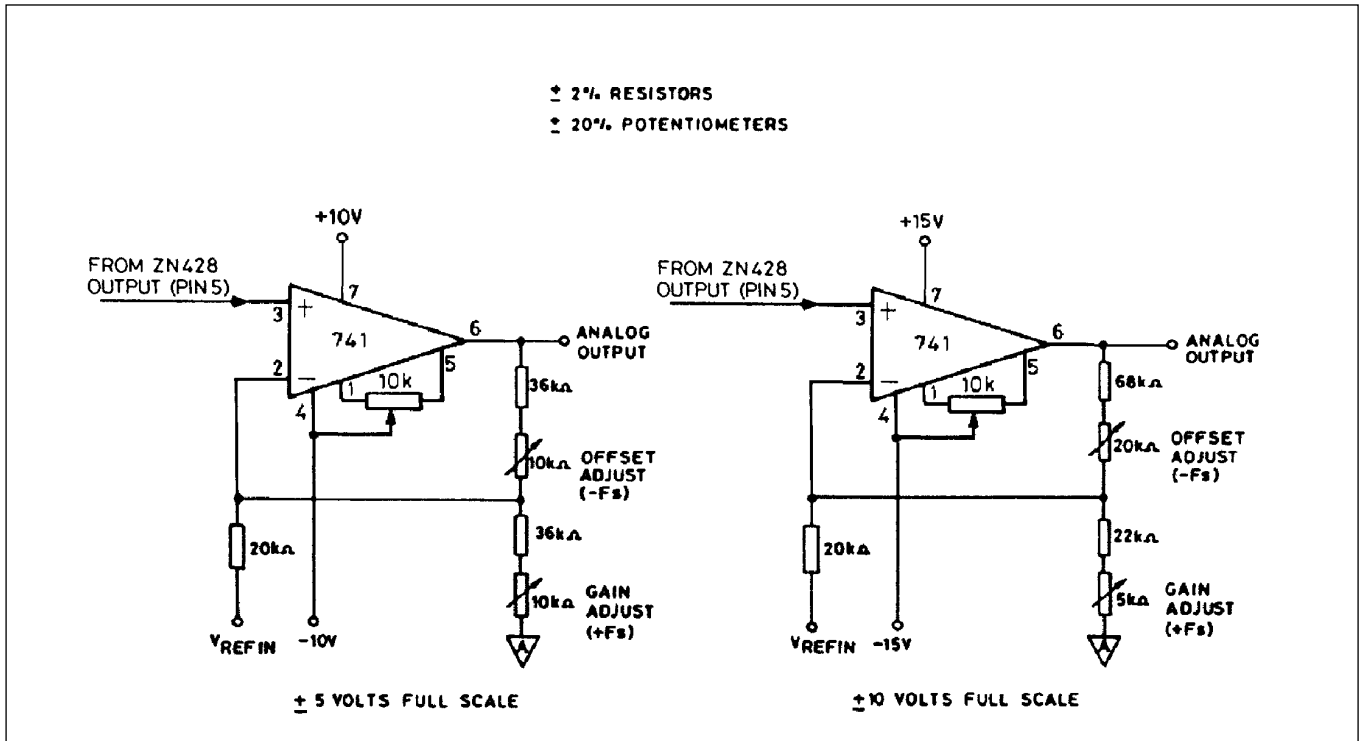 ± 2% RESISTORS
± 20% POTENTIOMETERS
+10V
FROM ZN428
OUTPUT (PIN 5)
7
3
+
741
6
ANALOG
OUTPUT
2
−
5
1
10k
4
36kΩ
10kΩ
OFFSET
ADJUST
(-Fs)
20kΩ
36kΩ
10kΩ
GAIN
ADJUST
(+Fs)
VREFIN
-10V
A
± 5 VOLTS FULL SCALE
+15V
FROM ZN428
OUTPUT (PIN 5)
7
3
+
741
6
ANALOG
OUTPUT
2
−
5
1
10k
4
68kΩ
20kΩ
OFFSET
ADJUST
(-Fs)
20kΩ
22kΩ
5kΩ
GAIN
ADJUST
(+Fs)
VREFIN
-15V
A
±10 VOLTS FULL SCALE